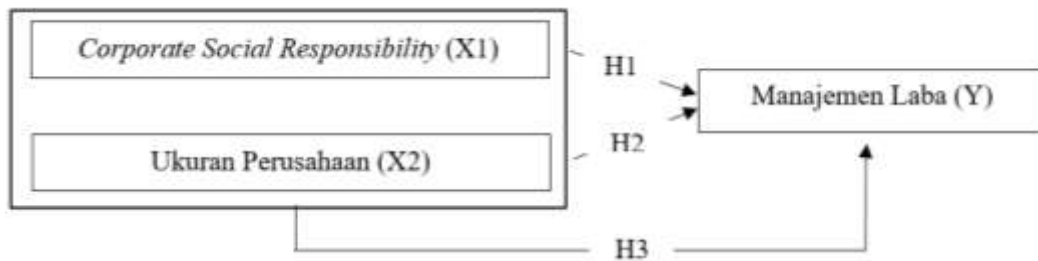 Corporate Social Responsibility (X1)
H1
Manajemen Laba (Y)
H2
Ukuran Perusahaan (X2)
H3